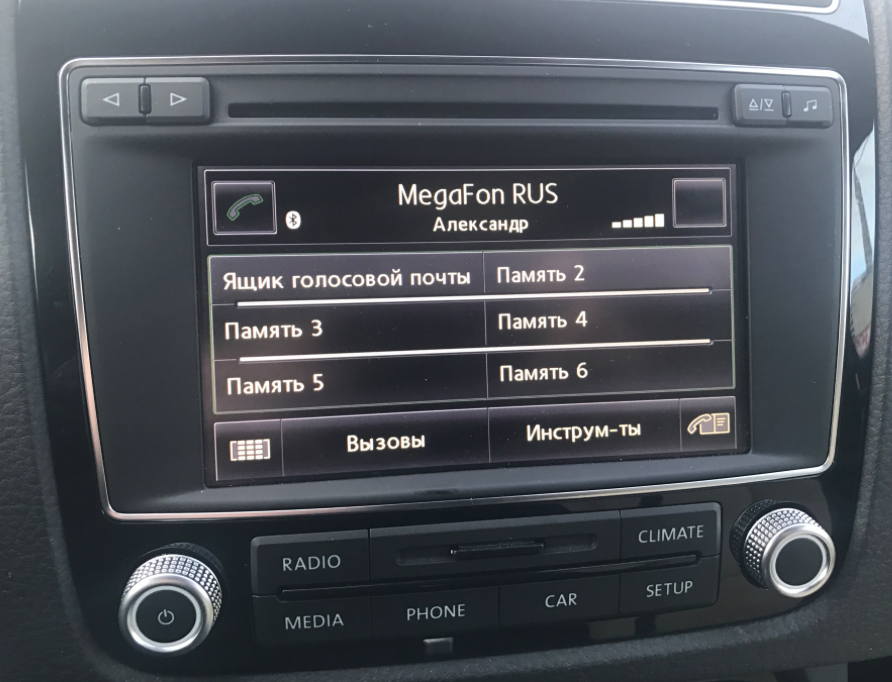 MegaFon RUS
Александр
Ящик голосовой почты
Память 2
Память 3
Память 4
Память 5
Память 6
Вызовы
Инструм-ты
RADIO
CLIMATE
MEDIA
PHONE
CAR
SETUP